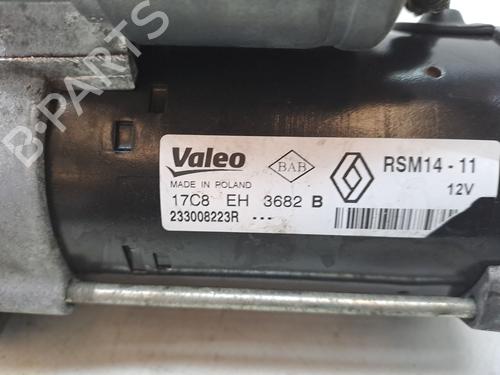 Valeo
BAB
RSM14 - 11
MADE IN POLAND
12V
17C8 EH 3682 B
233008223R ---
B-PARTS